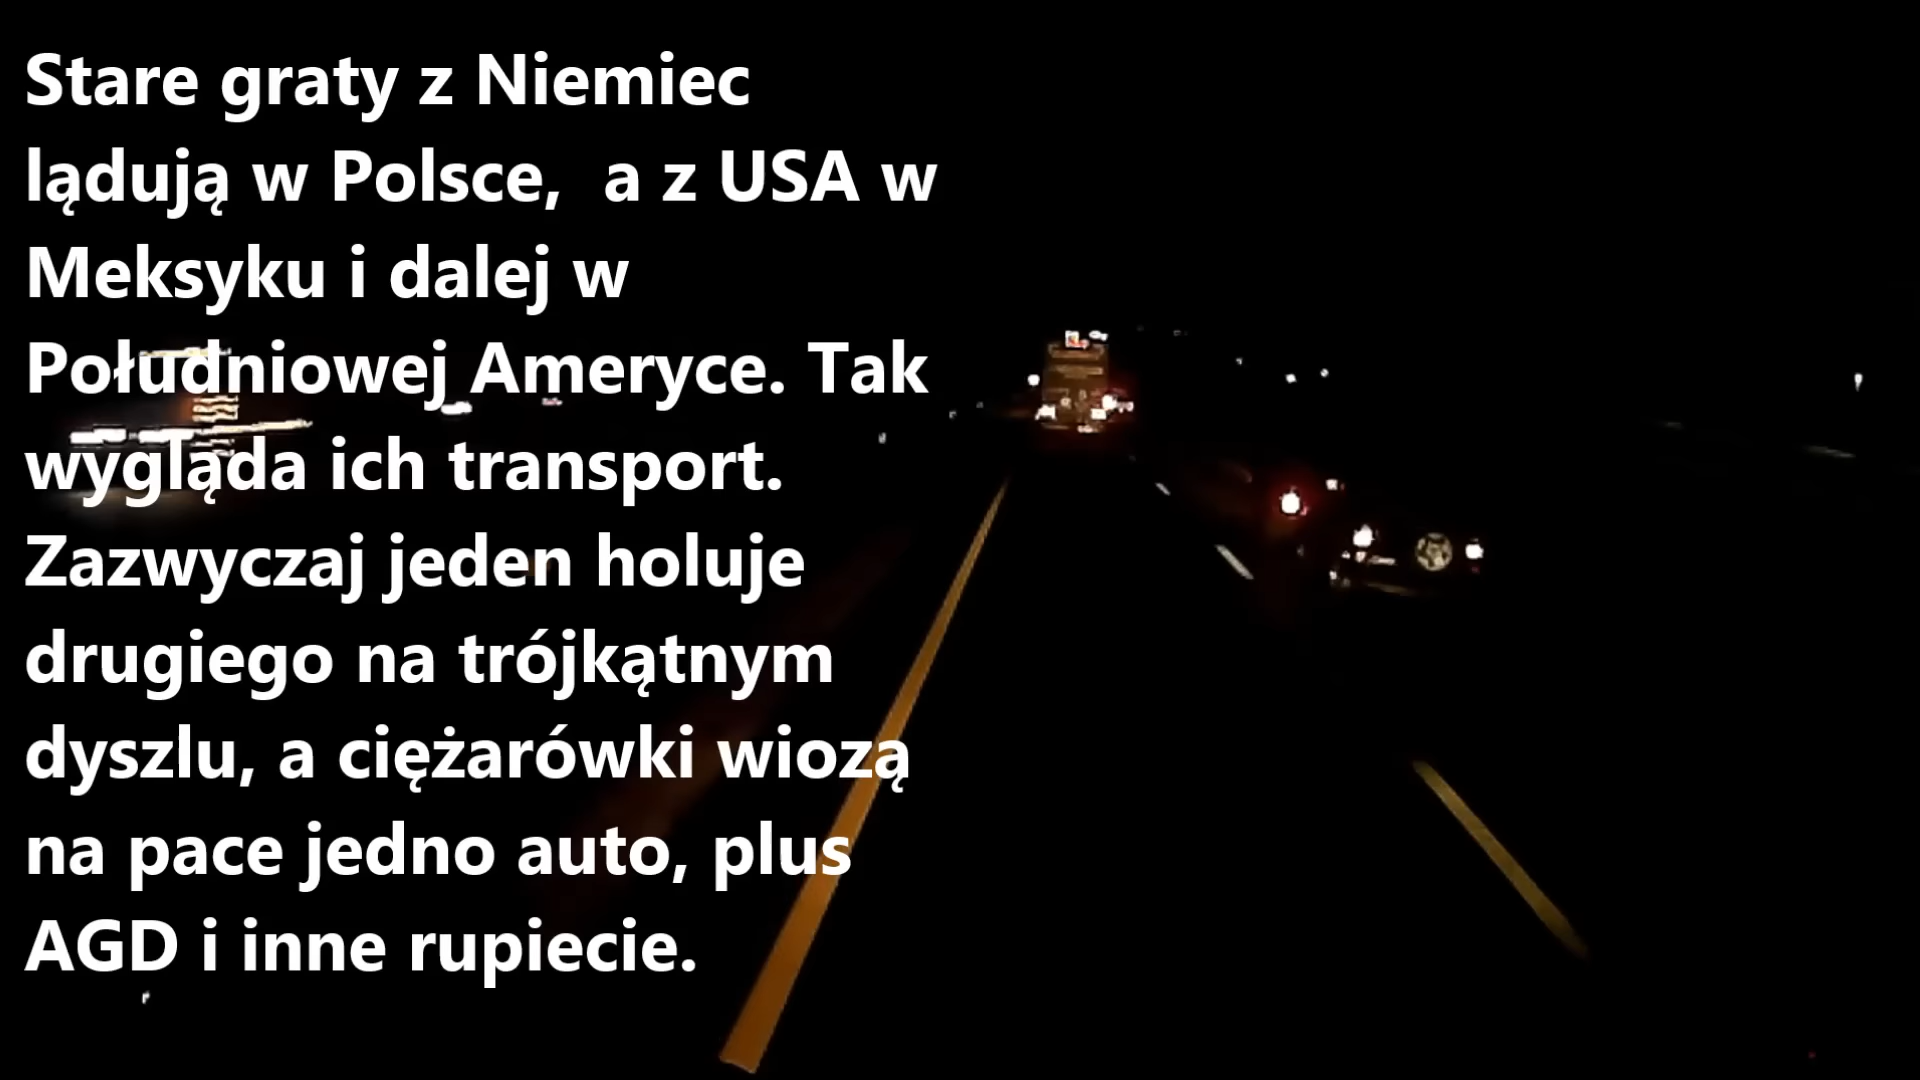 Stare graty z Niemiec
lądują w Polsce,  a z USA w
Meksyku i dalej w
Południowej Ameryce. Tak
wygląda ich transport.
Zazwyczaj jeden holuje
drugiego na trójkątnym
dyszlu, a ciężarówki wiozą
na pace jedno auto, plus
AGD i inne rupiecie.